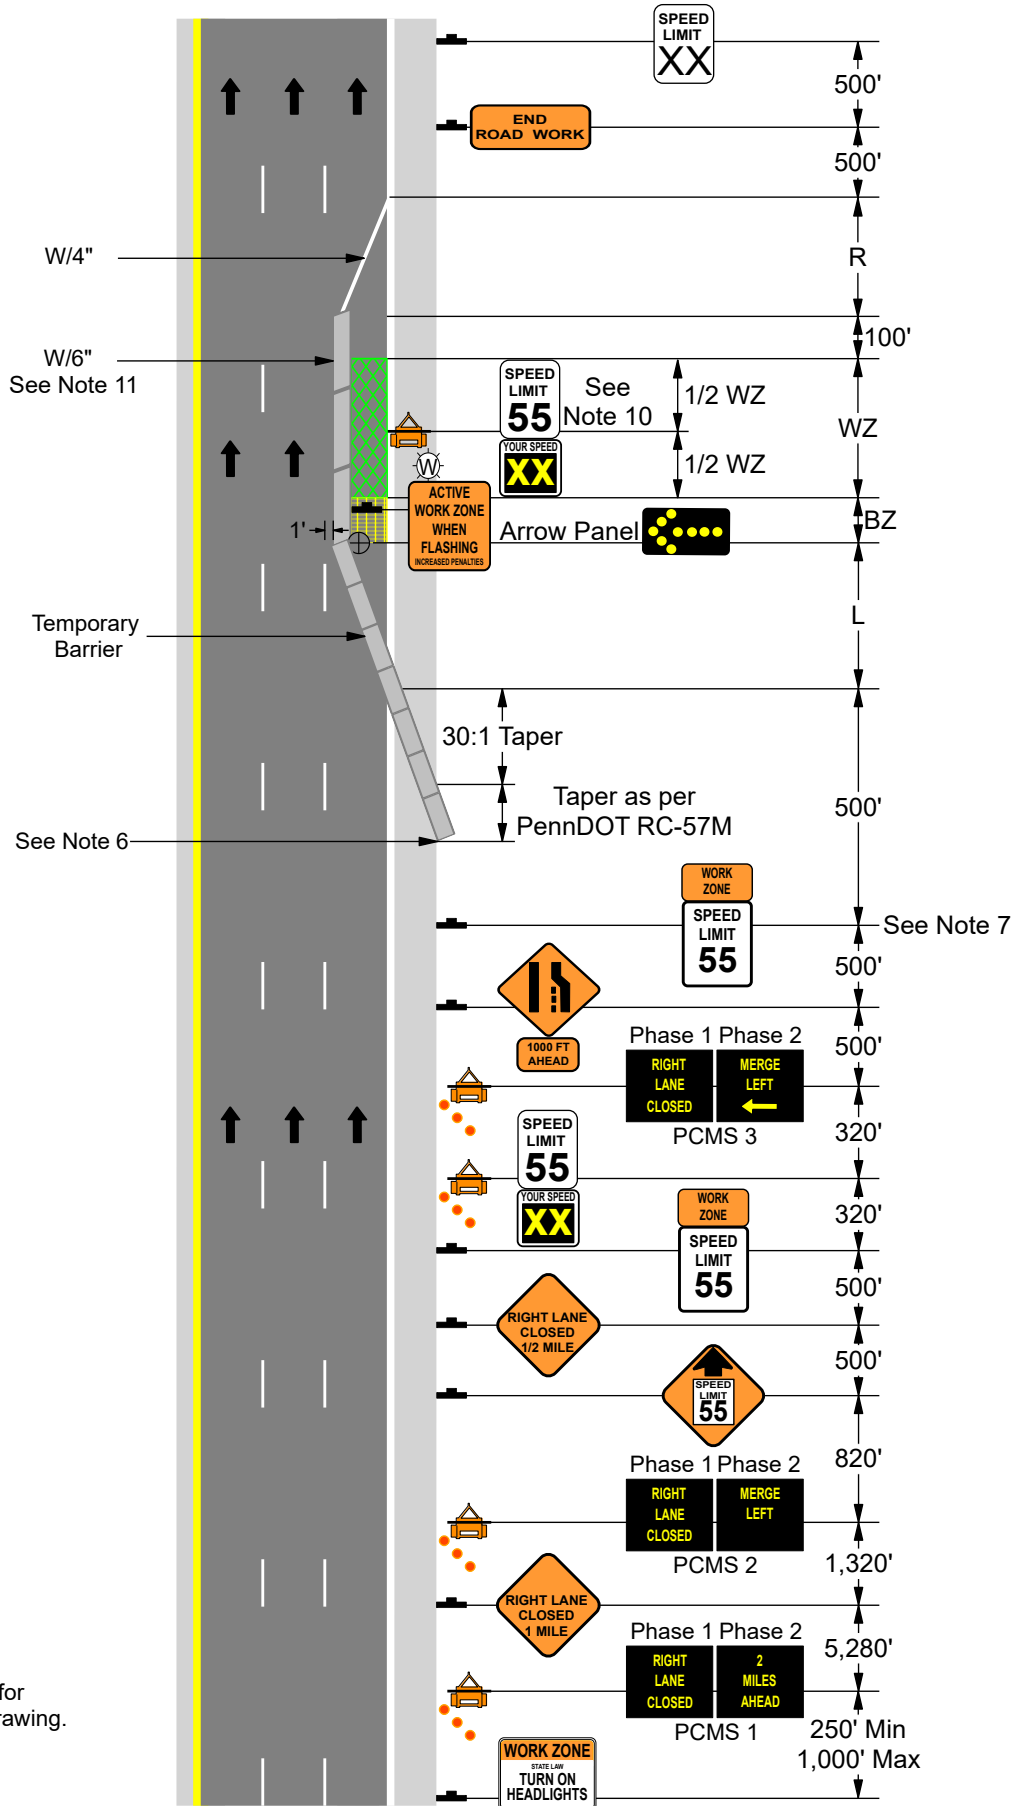 SPEED
LIMIT
XX
500'
END
ROAD WORK
500'
W/4"
R
100'
W/6"
See Note 11
SPEED
LIMIT
55
See
Note 10
1/2 WZ
WZ
YOUR SPEED
XX
1/2 WZ
W
ACTIVE
WORK ZONE
WHEN
FLASHING
INCREASED PENALTIES
1'
Arrow Panel
BZ
L
Temporary
Barrier
30:1 Taper
Taper as per
PennDOT RC-57M
500'
See Note 6
WORK
ZONE
SPEED
LIMIT
55
See Note 7
500'
1000 FT
AHEAD
Phase 1 Phase 2
RIGHT
LANE
CLOSED
MERGE
LEFT
PCMS 3
500'
320'
SPEED
LIMIT
55
YOUR SPEED
XX
320'
WORK
ZONE
SPEED
LIMIT
55
500'
RIGHT LANE
CLOSED
1/2 MILE
500'
SPEED
LIMIT
55
820'
Phase 1 Phase 2
RIGHT
LANE
CLOSED
MERGE
LEFT
PCMS 2
1,320'
RIGHT LANE
CLOSED
1 MILE
5,280'
Phase 1 Phase 2
RIGHT
LANE
CLOSED
2
MILES
AHEAD
PCMS 1
250' Min
1,000' Max
for
rawing.
WORK ZONE
STATE LAW
TURN ON
HEADLIGHTS